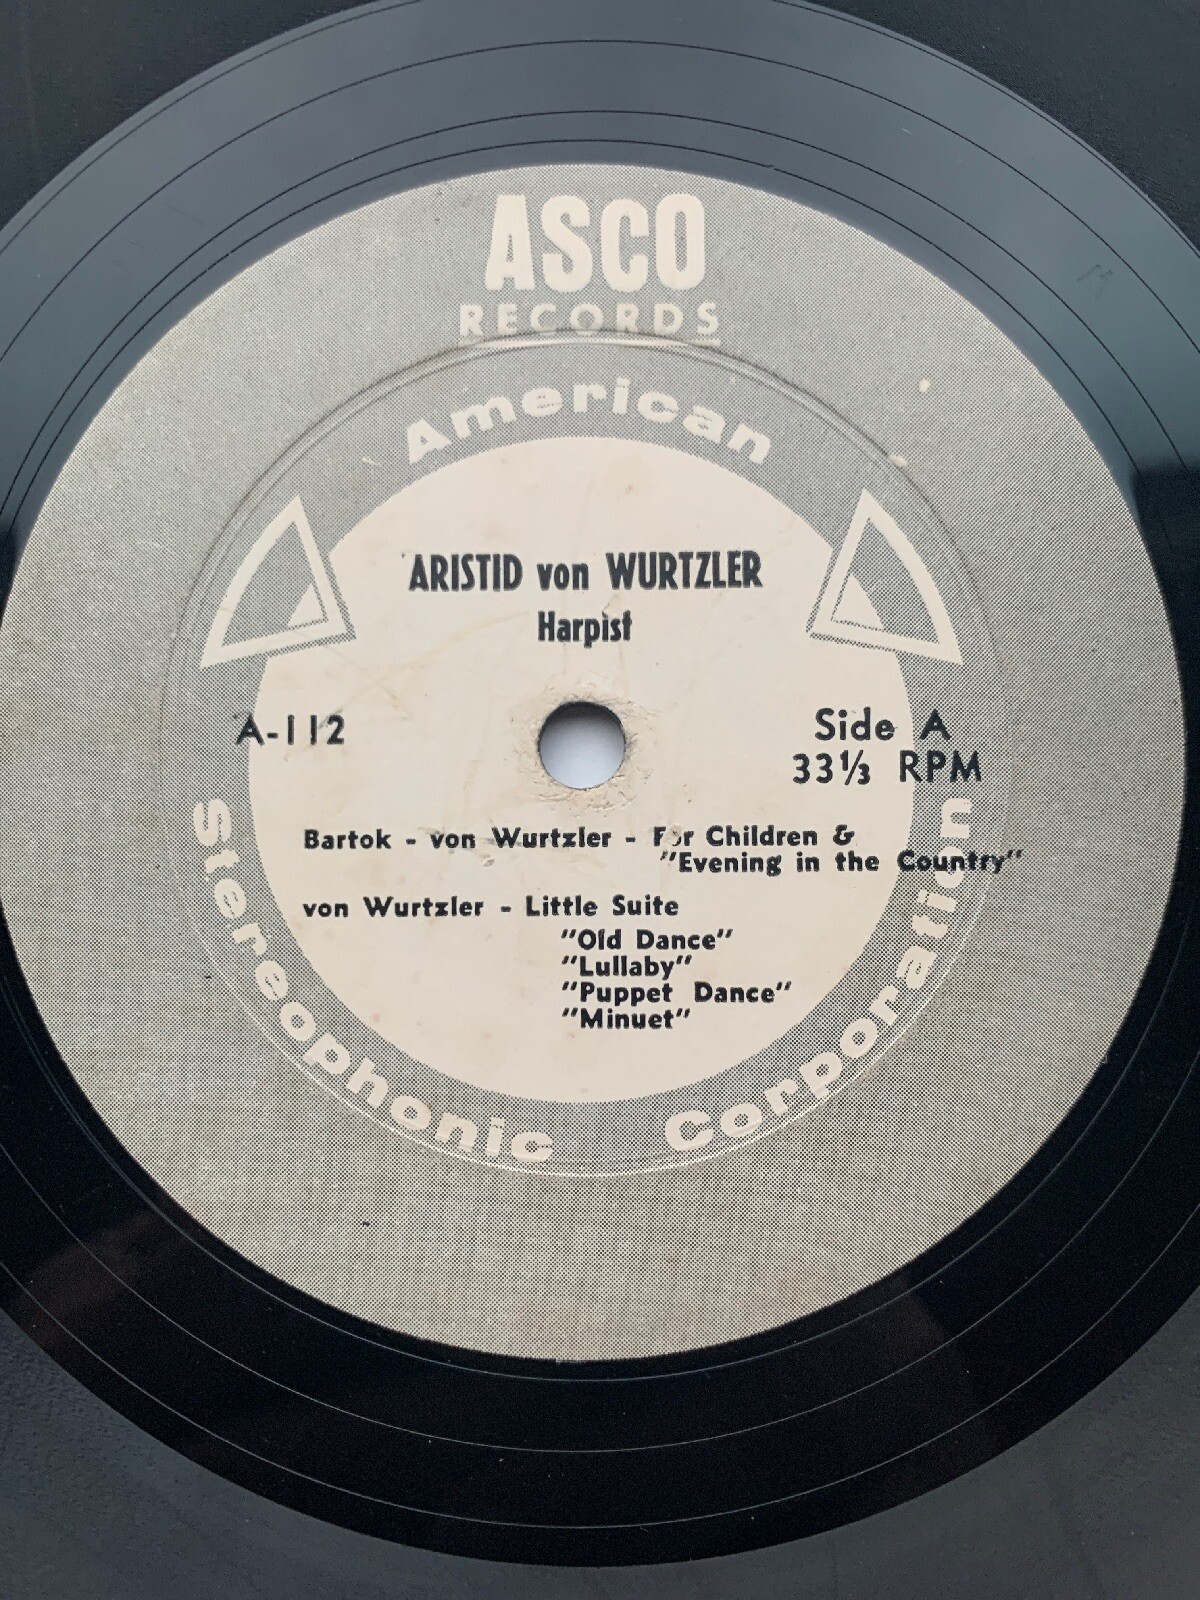 ASCO
RECORDS
American
ARISTID von WURTZLER
Harpist
A-112
Side A
33⅓ RPM
Bartok - von Wurtzler - For Children &
"Evening in the Country"
von Wurtzler - Little Suite
"Old Dance"
"Lullaby"
"Puppet Dance"
"Minuet"
Stereophonic
Corporation